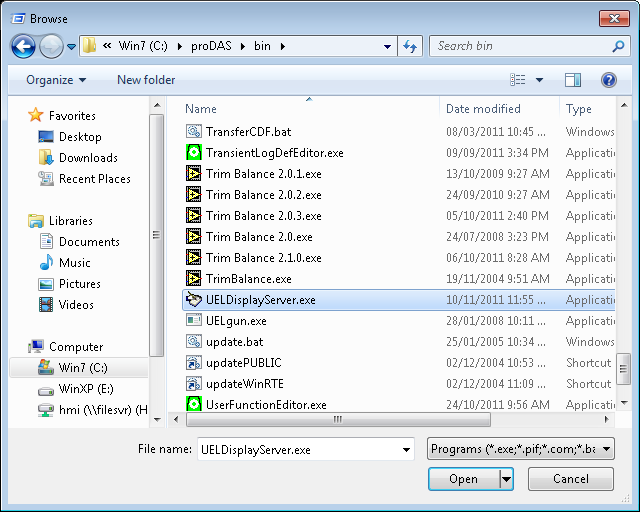 Browse
« Win7 (C:) ▸ proDAS ▸ bin ▸ Search bin
Organize New folder
Name Date modified Type
Favorites
Desktop
Downloads
Recent Places
Libraries
Documents
Music
Pictures
Videos
Computer
Win7 (C:)
WinXP (E:)
hmi (\\filesvr) (H
TransferCDF.bat 08/03/2011 10:45 ... Windows
TransientLogDefEditor.exe 09/09/2011 3:34 PM Applicatio
Trim Balance 2.0.1.exe 13/10/2009 9:27 AM Applicatio
Trim Balance 2.0.2.exe 24/09/2010 9:27 AM Applicatio
Trim Balance 2.0.3.exe 05/10/2011 2:40 PM Applicatio
Trim Balance 2.0.exe 24/07/2008 3:23 PM Applicatio
Trim Balance 2.1.0.exe 06/10/2011 8:28 AM Applicatio
TrimBalance.exe 19/11/2004 9:51 AM Applicatio
UELDisplayServer.exe 10/11/2011 11:55 ... Applicatio
UELgun.exe 28/01/2008 10:11 ... Applicatio
update.bat 25/01/2005 10:34 ... Windows
updatePUBLIC 02/12/2004 10:53 ... Shortcut
updateWinRTE 02/12/2004 11:09 ... Shortcut
UserFunctionEditor.exe 24/10/2011 9:56 AM Applicatio
File name: UELDisplayServer.exe Programs (*.exe;*.pif;*.com;*.ba
Open Cancel